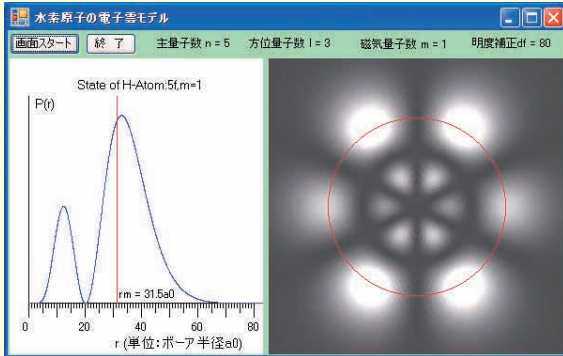 水素原子の電子雲モデル
画面スタート 終 了 主量子数 n = 5 方位量子数 l = 3 磁気量子数 m = 1 明度補正df = 80
State of H-Atom:5f,m=1
P(r)
rm = 31.5a0
0 20 40 60 80
r (単位：ボーア半径a0)